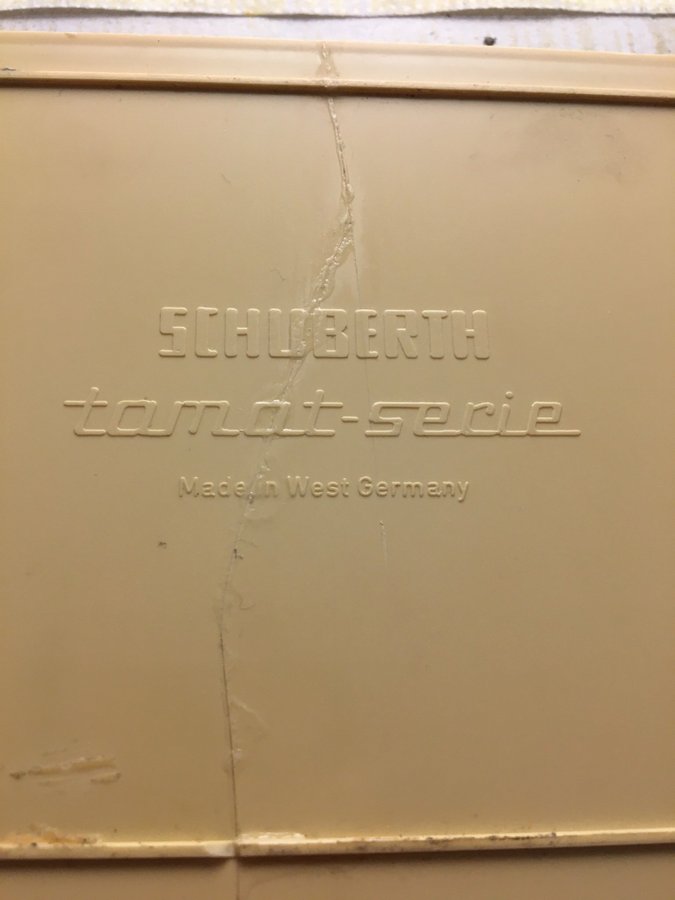 SCHUBERTH
tamat-serie
Made in West Germany